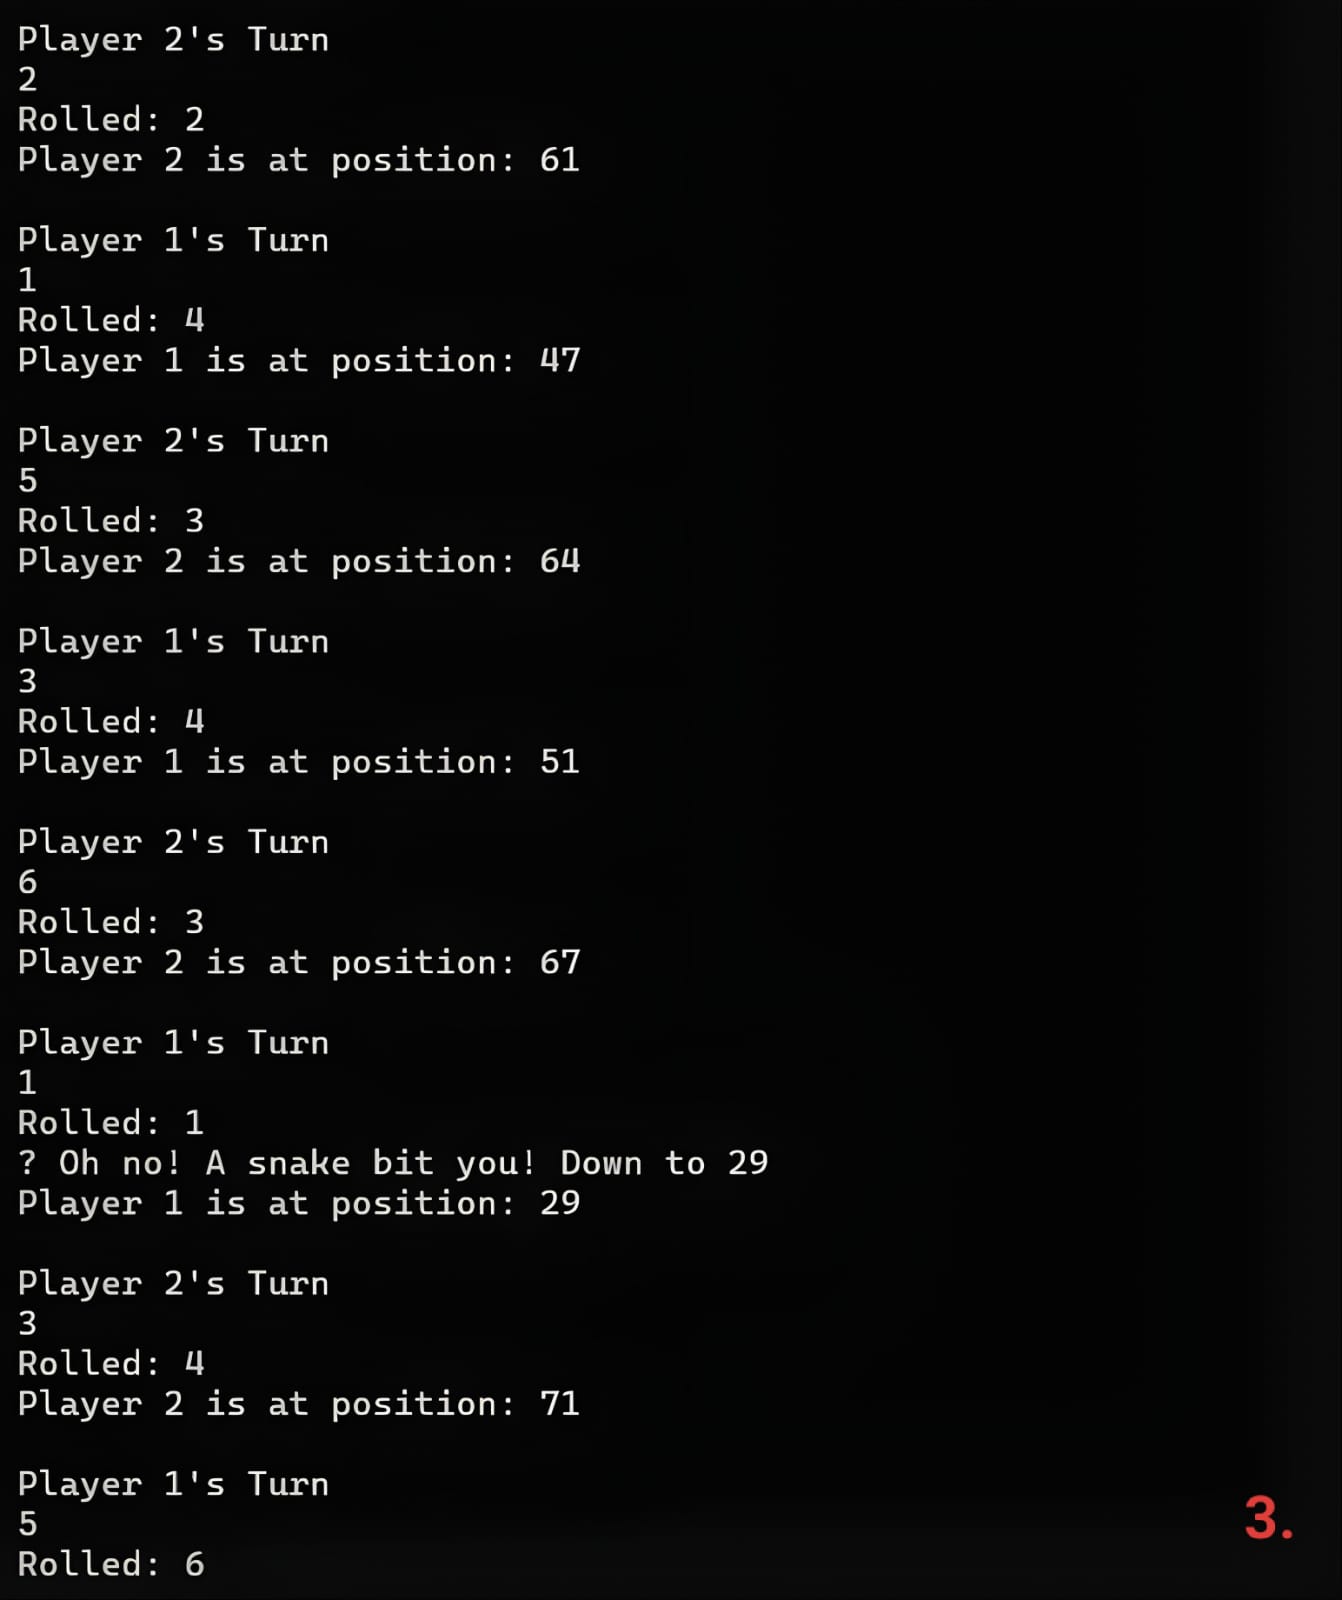 Player 2's Turn
2
Rolled: 2
Player 2 is at position: 61
Player 1's Turn
1
Rolled: 4
Player 1 is at position: 47
Player 2's Turn
5
Rolled: 3
Player 2 is at position: 64
Player 1's Turn
3
Rolled: 4
Player 1 is at position: 51
Player 2's Turn
6
Rolled: 3
Player 2 is at position: 67
Player 1's Turn
1
Rolled: 1
? Oh no! A snake bit you! Down to 29
Player 1 is at position: 29
Player 2's Turn
3
Rolled: 4
Player 2 is at position: 71
Player 1's Turn
5
Rolled: 6
3.